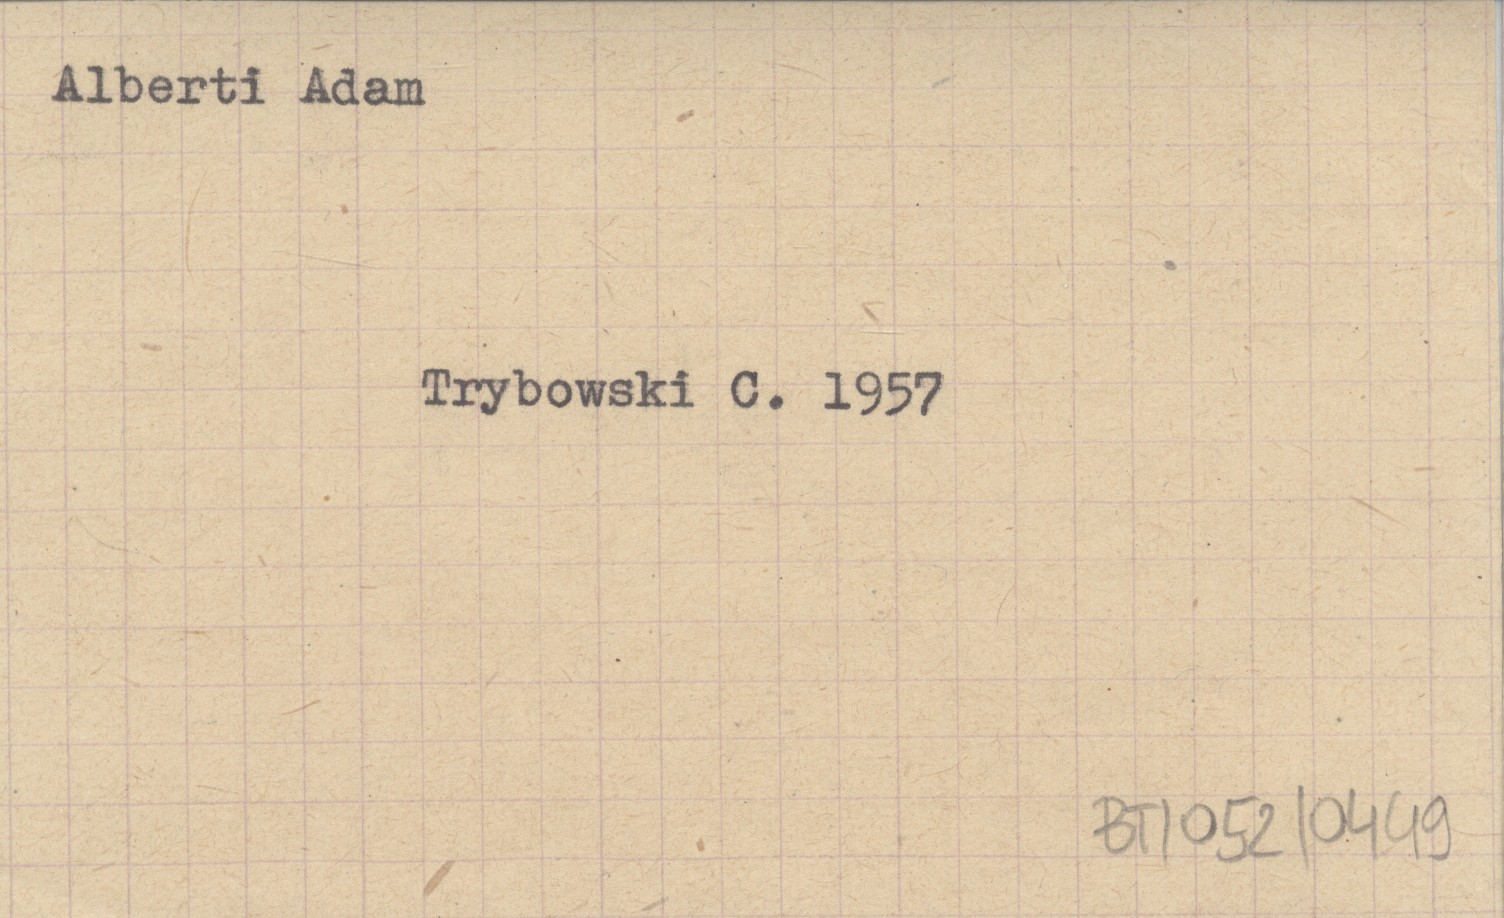 Alberti Adam
Trybowski C. 1957
BT/052/0449